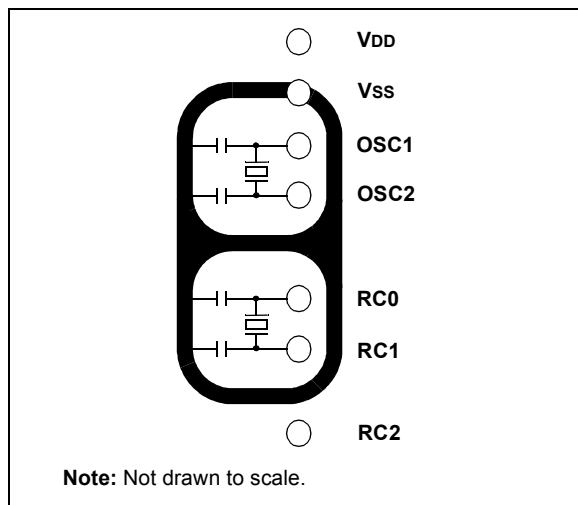 VDD
VSS
OSC1
OSC2
RC0
RC1
RC2
Note: Not drawn to scale.